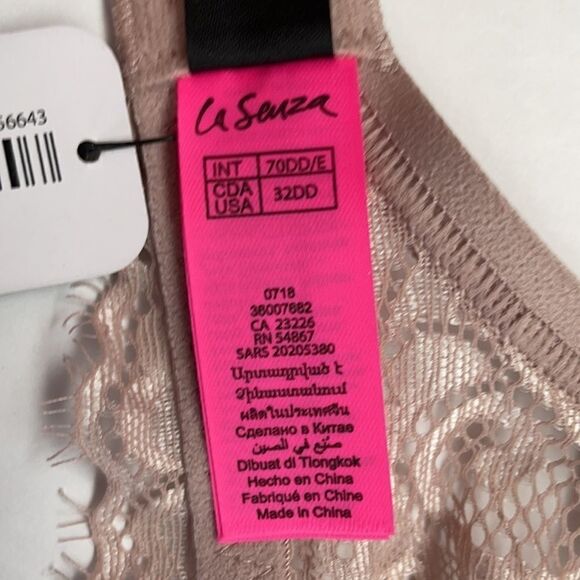 56643
La Senza
INT 70DD/E
CDA USA 32DD
0718
38007682
CA 23226
RN 54867
SARS 20205380
Արտադրված է
Չինաստանում
ผลิตในประเทศจีน
Сделано в Китае
صنع في الصين
Dibuat di Tiongkok
Hecho en China
Fabriqué en Chine
Made in China